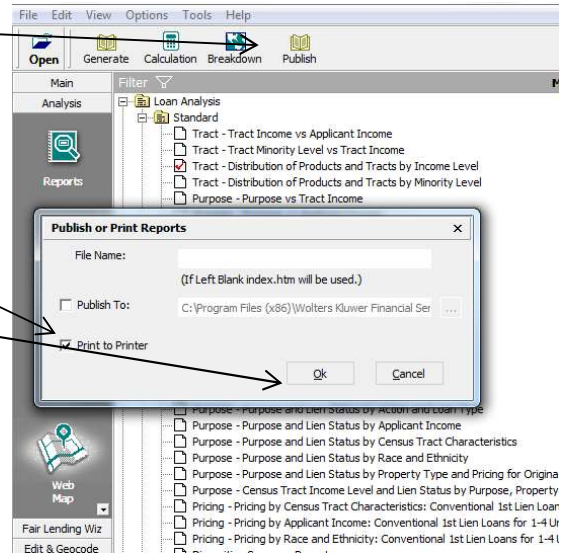 File Edit View Options Tools Help
Open Generate Calculation Breakdown Publish
Main
Filter
Analysis
Loan Analysis
Standard
Tract - Tract Income vs Applicant Income
Tract - Tract Minority Level vs Tract Income
Tract - Distribution of Products and Tracts by Income Level
Reports
Tract - Distribution of Products and Tracts by Minority Level
Purpose - Purpose vs Tract Income
Publish or Print Reports
File Name:
(If Left Blank index.htm will be used.)
Publish To: C:\Program Files (x86)\Wolters Kluwer Financial Ser ...
Print to Printer
Ok Cancel
Purpose - Purpose and Lien Status by Action and Loan Type
Purpose - Purpose and Lien Status by Applicant Income
Purpose - Purpose and Lien Status by Census Tract Characteristics
Purpose - Purpose and Lien Status by Race and Ethnicity
Purpose - Purpose and Lien Status by Property Type and Pricing for Origina
Web
Map
Purpose - Census Tract Income Level and Lien Status by Purpose, Property
Pricing - Pricing by Census Tract Characteristics: Conventional 1st Lien Loan
Pricing - Pricing by Applicant Income: Conventional 1st Lien Loans for 1-4 Ur
Fair Lending Wiz
Pricing - Pricing by Race and Ethnicity: Conventional 1st Lien Loans for 1-4 U
Edit & Geocode